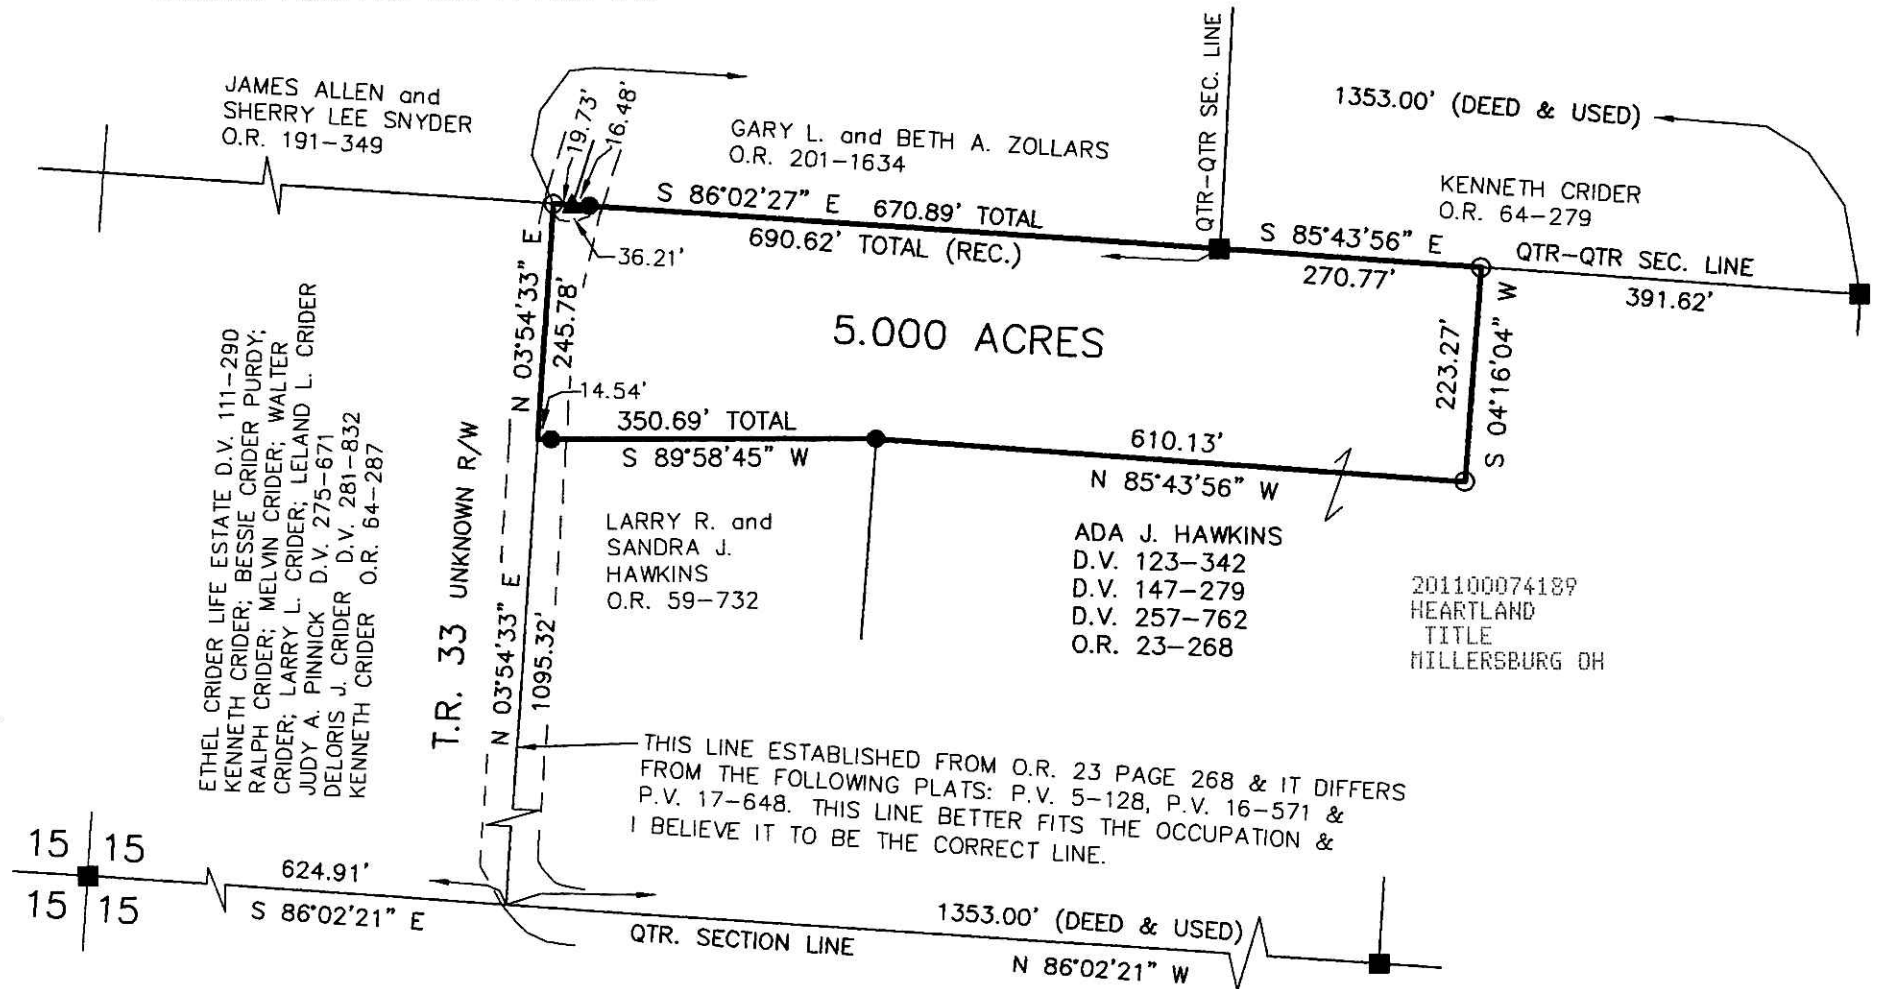 JAMES ALLEN and
SHERRY LEE SNYDER
O.R. 191-349
19.73'
16.48'
GARY L. and BETH A. ZOLLARS
O.R. 201-1634
QTR-QTR SEC. LINE
1353.00' (DEED & USED)
KENNETH CRIDER
O.R. 64-279
S 86°02'27" E 670.89' TOTAL
690.62' TOTAL (REC.)
36.21'
S 85°43'56" E
270.77'
QTR-QTR SEC. LINE
391.62'
N 03°54'33" E
245.78'
5.000 ACRES
223.27'
S 04°16'04" W
14.54'
350.69' TOTAL
S 89°58'45" W
610.13'
N 85°43'56" W
ETHEL CRIDER LIFE ESTATE D.V. 111-290
KENNETH CRIDER; BESSIE CRIDER PURDY;
RALPH CRIDER; MELVIN CRIDER; WALTER
CRIDER; LARRY L. CRIDER; LELAND L. CRIDER
JUDY A. PINNICK D.V. 275-671
DELORIS J. CRIDER D.V. 281-832
KENNETH CRIDER O.R. 64-287
T.R. 33 UNKNOWN R/W
N 03°54'33" E
1095.32'
LARRY R. and
SANDRA J.
HAWKINS
O.R. 59-732
ADA J. HAWKINS
D.V. 123-342
D.V. 147-279
D.V. 257-762
O.R. 23-268
201100074189
HEARTLAND
TITLE
MILLERSBURG OH
THIS LINE ESTABLISHED FROM O.R. 23 PAGE 268 & IT DIFFERS
FROM THE FOLLOWING PLATS: P.V. 5-128, P.V. 16-571 &
P.V. 17-648. THIS LINE BETTER FITS THE OCCUPATION &
I BELIEVE IT TO BE THE CORRECT LINE.
15 15
15 15
624.91'
S 86°02'21" E
QTR. SECTION LINE
1353.00' (DEED & USED)
N 86°02'21" W